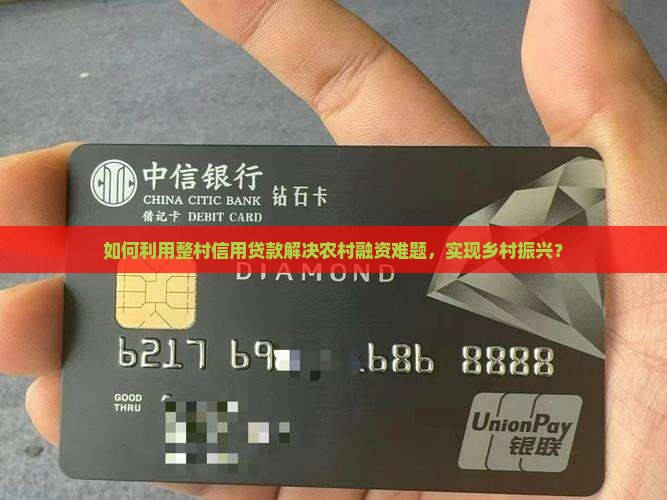 中信银行
CHINA CITIC BANK
借记卡 DEBIT CARD
钻石卡
如何利用整村信用贷款解决农村融资难题，实现乡村振兴？
DIAMOND
6217 69 686 8888
GOOD
THRU
UnionPay
银联